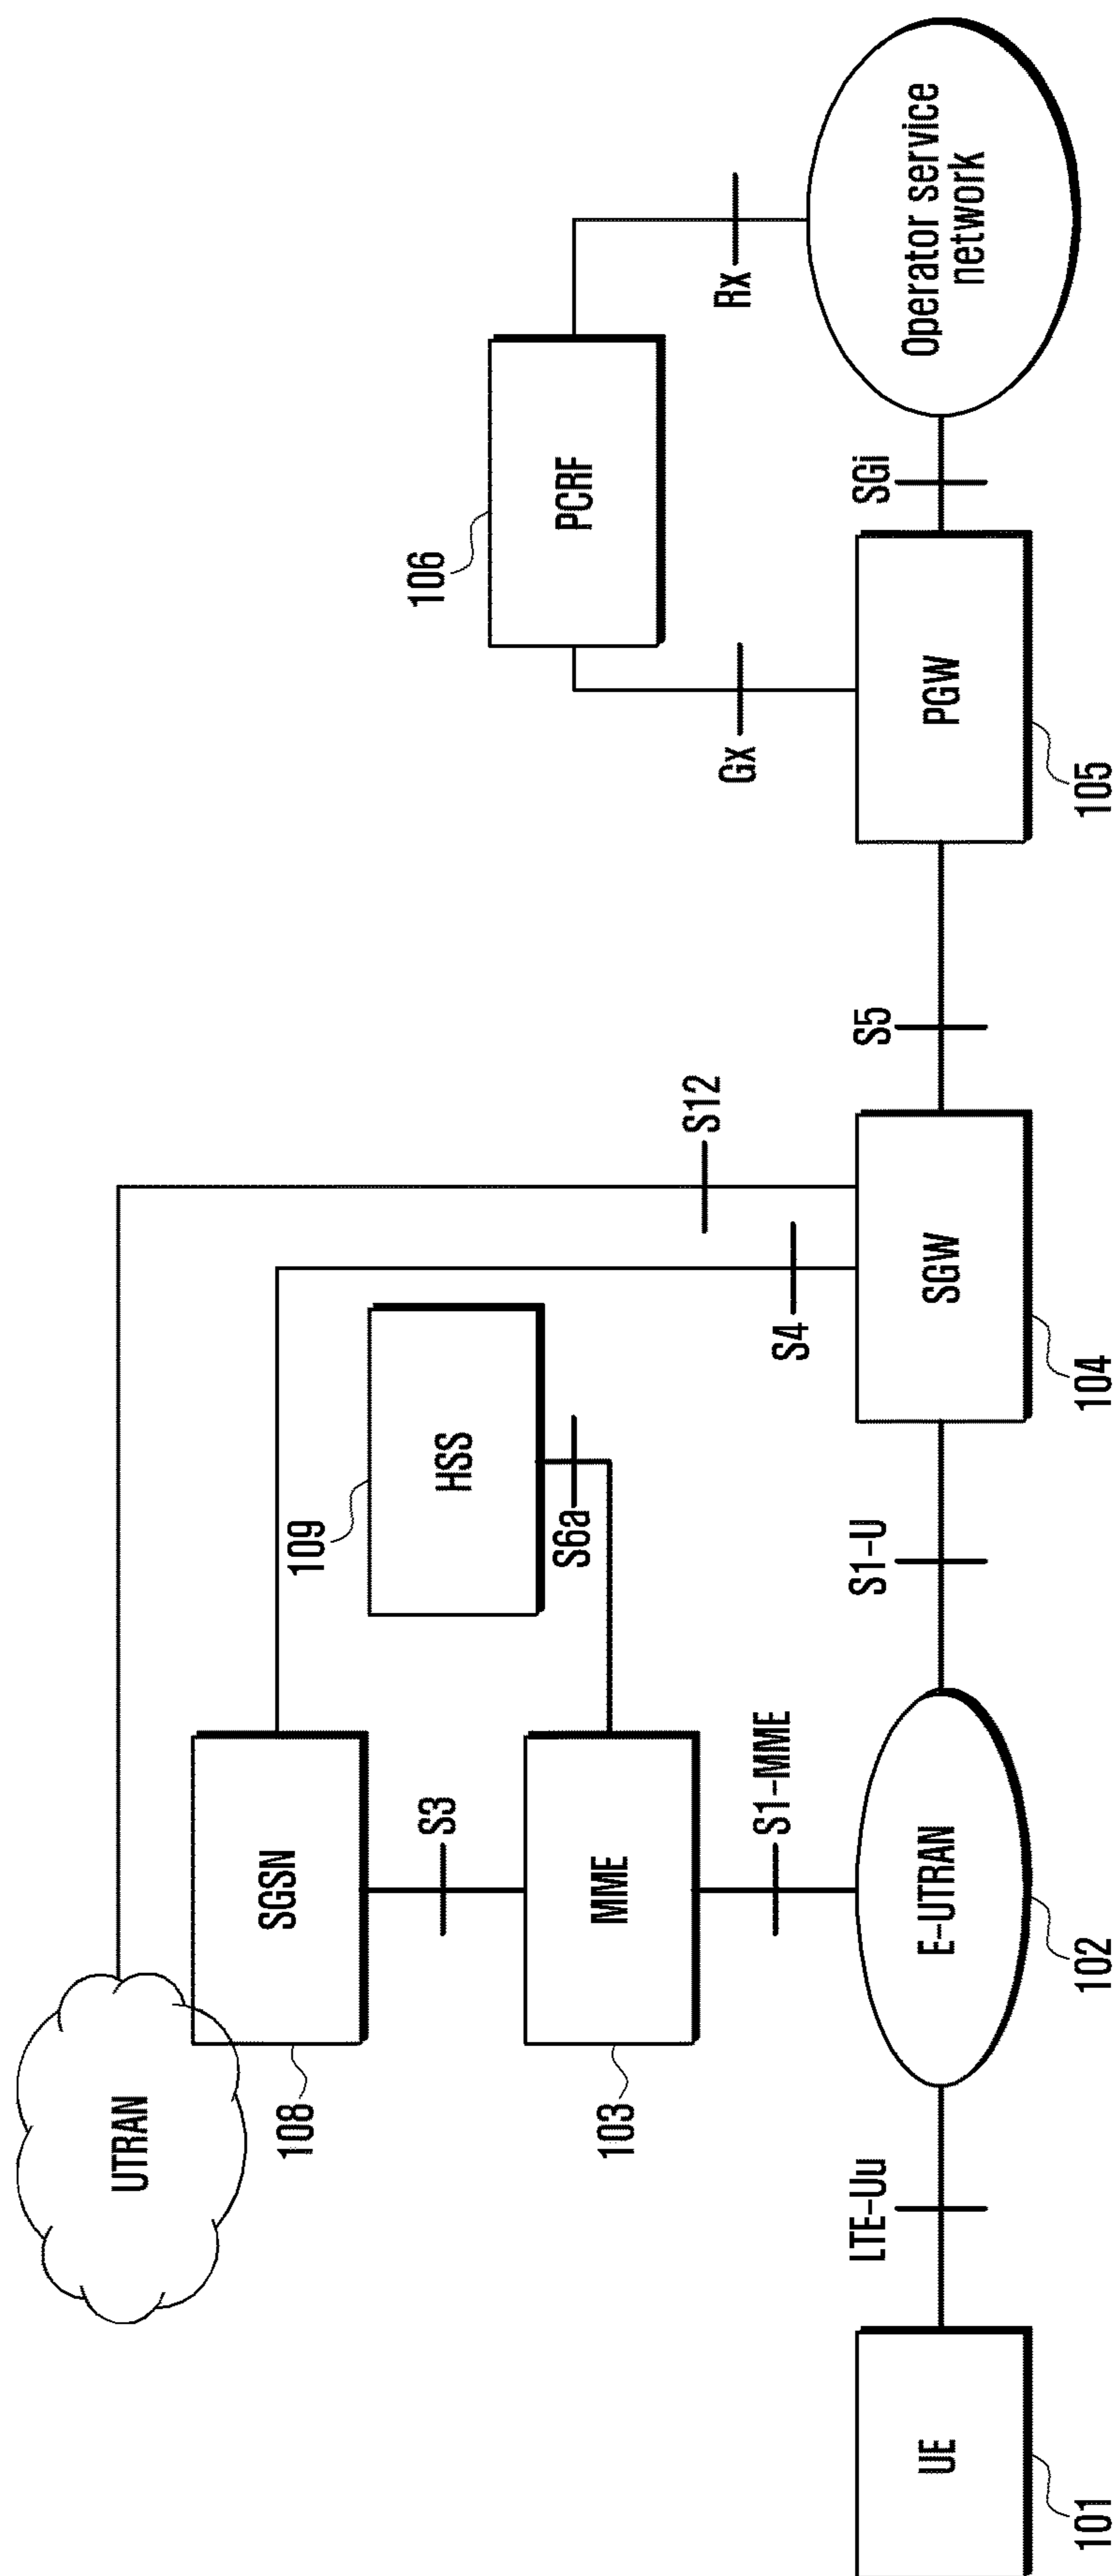 UTRAN
SGSN
108
HSS
109
S3
S6a
MME
103
S1-MME
S4
S12
PCRF
106
Gx
Rx
UE
101
LTE-Uu
E-UTRAN
102
S1-U
SGW
104
S5
PGW
105
SGi
Operator service
network